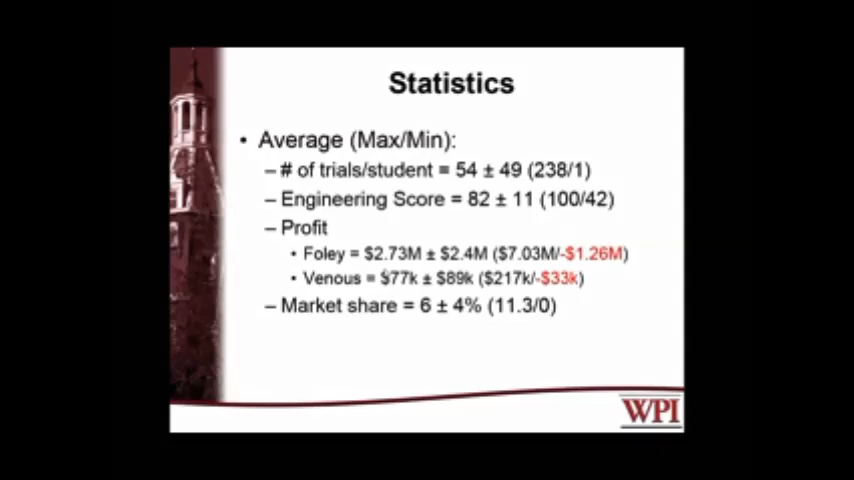 Statistics
• Average (Max/Min):
– # of trials/student = 54 ± 49 (238/1)
– Engineering Score = 82 ± 11 (100/42)
– Profit
• Foley = $2.73M ± $2.4M ($7.03M/-$1.26M)
• Venous = $77k ± $89k ($217k/-$33k)
– Market share = 6 ± 4% (11.3/0)
WPI